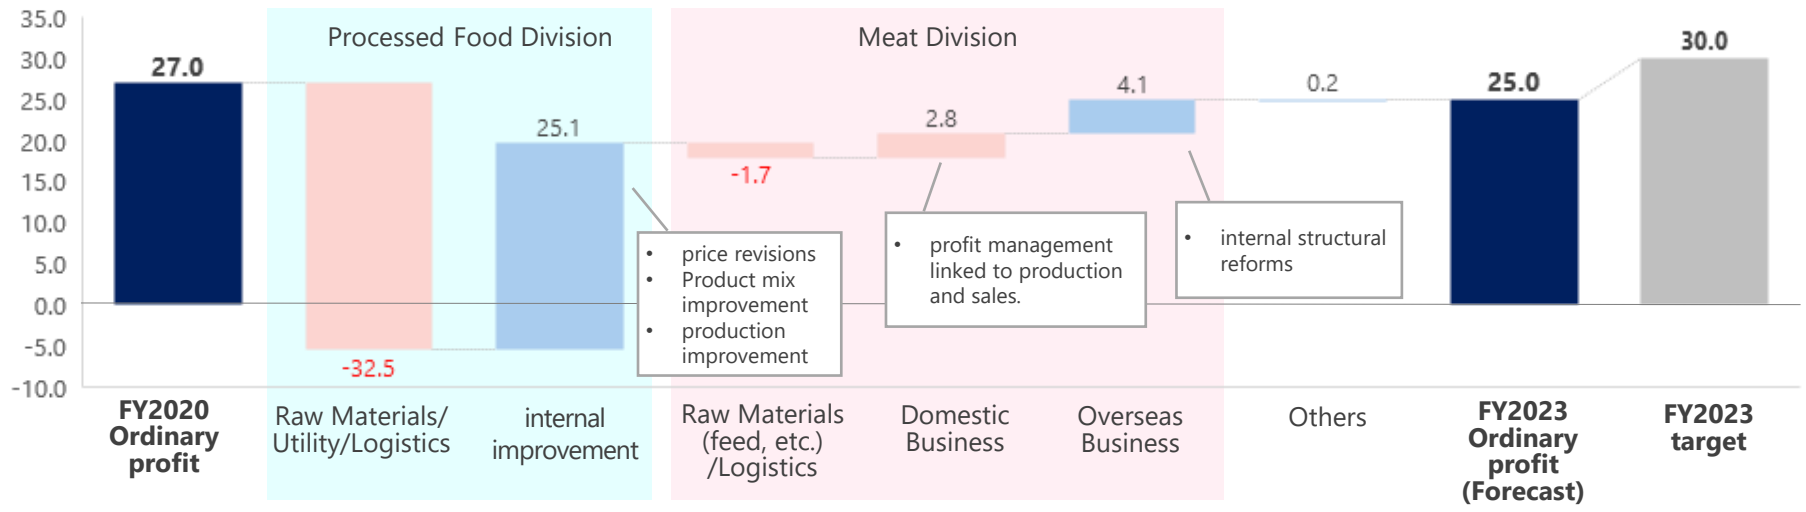 35.0
30.0
25.0
20.0
15.0
10.0
5.0
0.0
-5.0
-10.0
Processed Food Division
Meat Division
27.0
-32.5
25.1
-1.7
2.8
4.1
0.2
25.0
30.0
• price revisions
• Product mix
improvement
• production
improvement
• profit management
linked to production
and sales.
• internal structural
reforms
FY2020
Ordinary
profit
Raw Materials/
Utility/Logistics
internal
improvement
Raw Materials
(feed, etc.)
/Logistics
Domestic
Business
Overseas
Business
Others
FY2023
Ordinary
profit
(Forecast)
FY2023
target